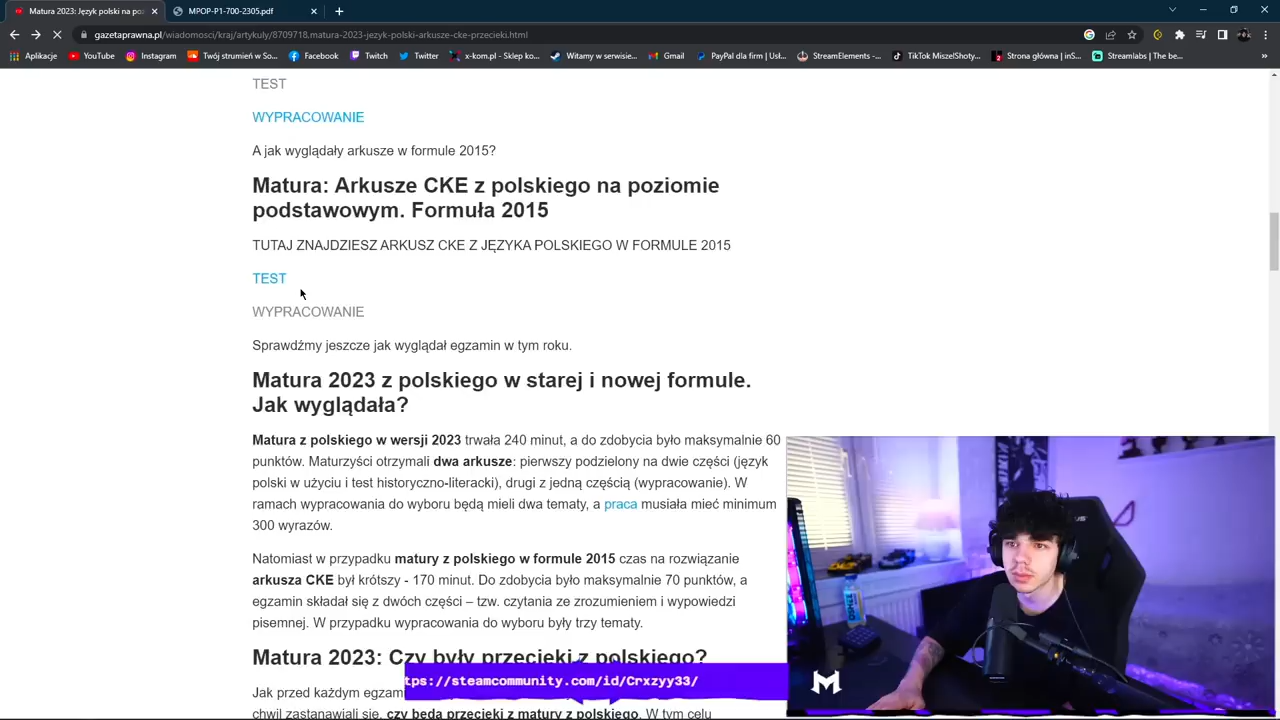 Matura 2023: Język polski na poz
MPOP-P1-700-2305.pdf
gazetaprawna.pl/wiadomosci/kraj/artykuly/8709718.matura-2023-jezyk-polski-arkusze-cke-przecieki.html
Aplikacje YouTube Instagram Twój strumień w So... Facebook Twitch Twitter x-kom.pl - Sklep ko... Witamy w serwisie... Gmail PayPal dla firm | Usł... StreamElements -... TikTok MiszelShoty... Strona główna | inS... Streamlabs | The be...
TEST
WYPRACOWANIE
A jak wyglądały arkusze w formule 2015?
Matura: Arkusze CKE z polskiego na poziomie
podstawowym. Formuła 2015
TUTAJ ZNAJDZIESZ ARKUSZ CKE Z JĘZYKA POLSKIEGO W FORMULE 2015
TEST
WYPRACOWANIE
Sprawdźmy jeszcze jak wyglądał egzamin w tym roku.
Matura 2023 z polskiego w starej i nowej formule.
Jak wyglądała?
Matura z polskiego w wersji 2023 trwała 240 minut, a do zdobycia było maksymalnie 60
punktów. Maturzyści otrzymali dwa arkusze: pierwszy podzielony na dwie części (język
polski w użyciu i test historyczno-literacki), drugi z jedną częścią (wypracowanie). W
ramach wypracowania do wyboru będą mieli dwa tematy, a praca musiała mieć minimum
300 wyrazów.
Natomiast w przypadku matury z polskiego w formule 2015 czas na rozwiązanie
arkusza CKE był krótszy - 170 minut. Do zdobycia było maksymalnie 70 punktów, a
egzamin składał się z dwóch części – tzw. czytania ze zrozumieniem i wypowiedzi
pisemnej. W przypadku wypracowania do wyboru były trzy tematy.
Matura 2023: Czy były przecieki z polskiego?
tps://steamcommunity.com/id/Crxzyy33/
Jak przed każdym egzami
chwil zastanawiali się, czy będą przecieki z matury z polskiego. W tym celu